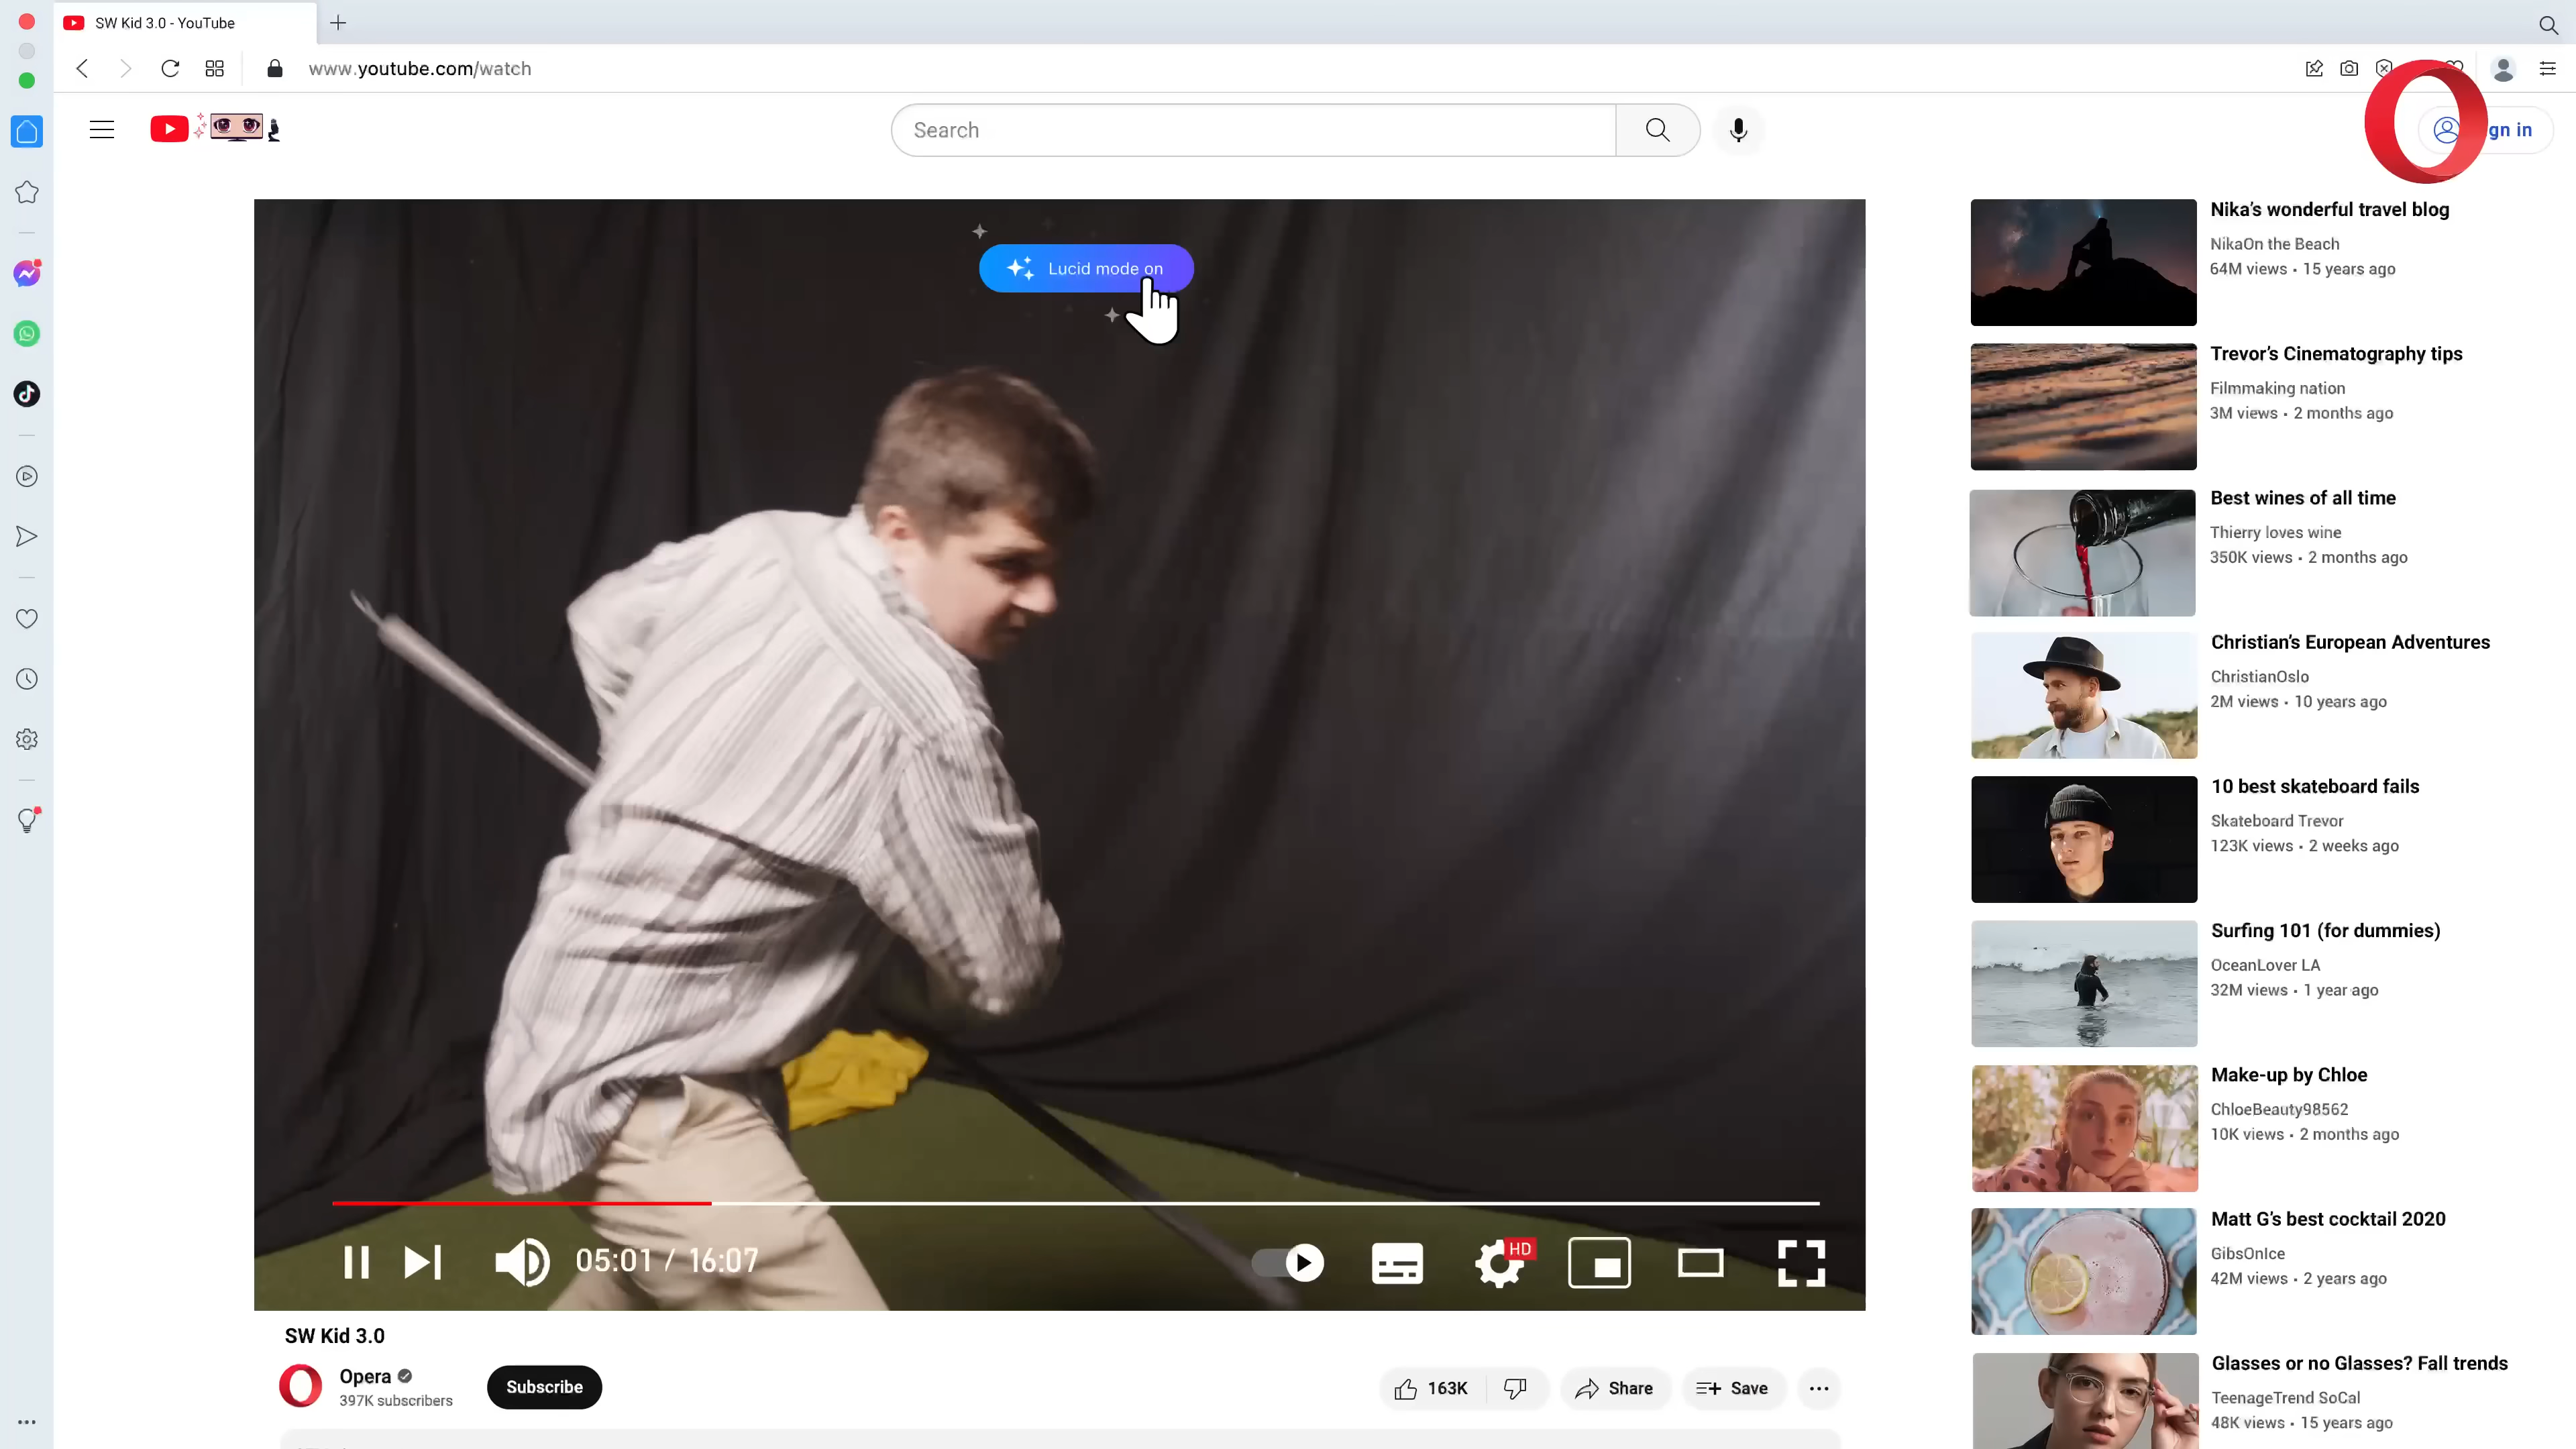 SW Kid 3.0 - YouTube
www.youtube.com/watch
Search
gn in
Lucid mode on
05:01 / 16:07
HD
SW Kid 3.0
Opera
397K subscribers
Subscribe
163K
Share
Save
Nika's wonderful travel blog
NikaOn the Beach
64M views • 15 years ago
Trevor's Cinematography tips
Filmmaking nation
3M views • 2 months ago
Best wines of all time
Thierry loves wine
350K views • 2 months ago
Christian's European Adventures
ChristianOslo
2M views • 10 years ago
10 best skateboard fails
Skateboard Trevor
123K views • 2 weeks ago
Surfing 101 (for dummies)
OceanLover LA
32M views • 1 year ago
Make-up by Chloe
ChloeBeauty98562
10K views • 2 months ago
Matt G's best cocktail 2020
GibsOnIce
42M views • 2 years ago
Glasses or no Glasses? Fall trends
TeenageTrend SoCal
48K views • 15 years ago